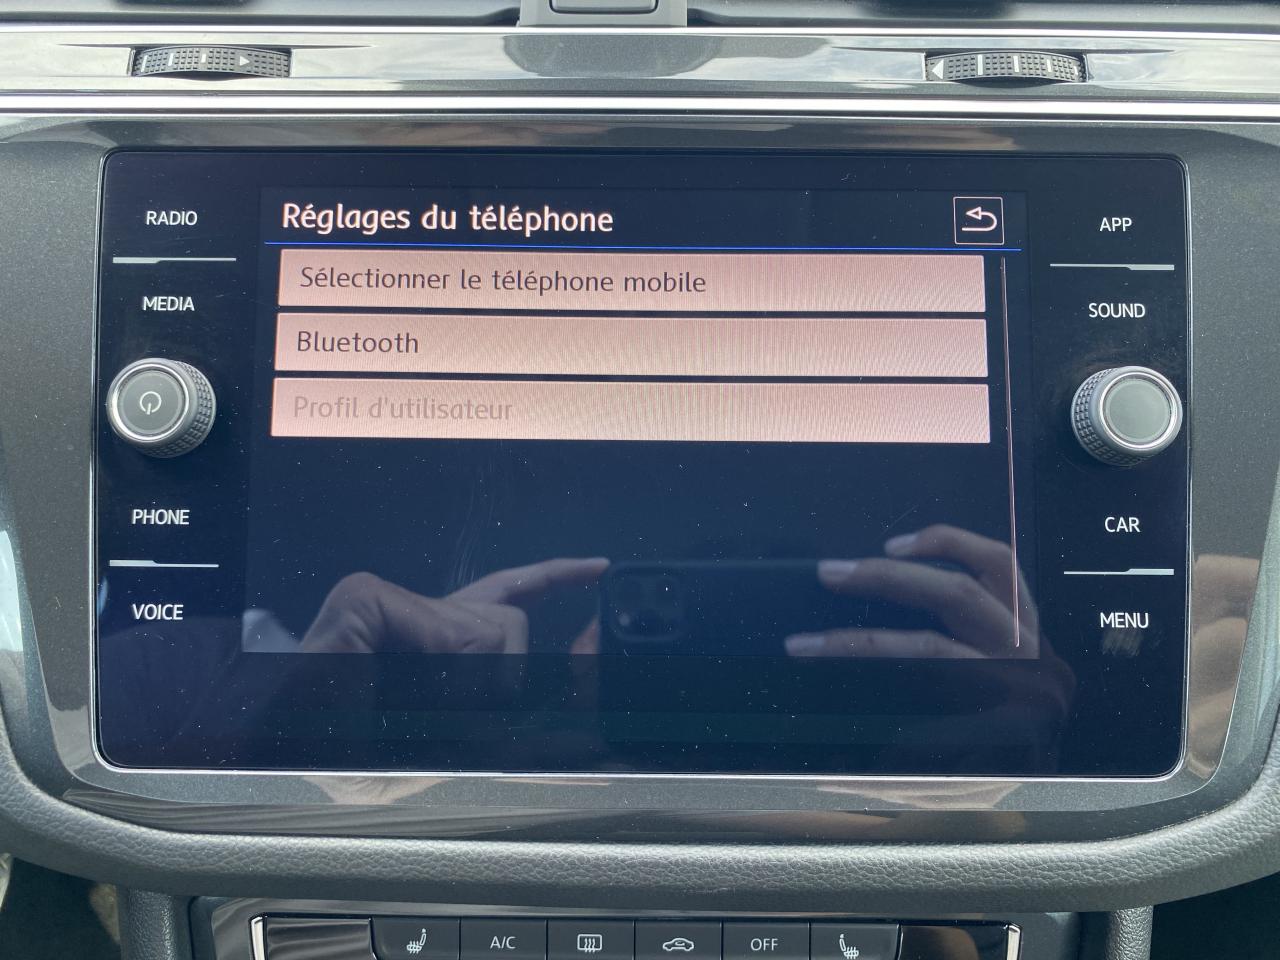 RADIO
MEDIA
PHONE
VOICE
Réglages du téléphone
Sélectionner le téléphone mobile
Bluetooth
Profil d'utilisateur
APP
SOUND
CAR
MENU
A/C
OFF